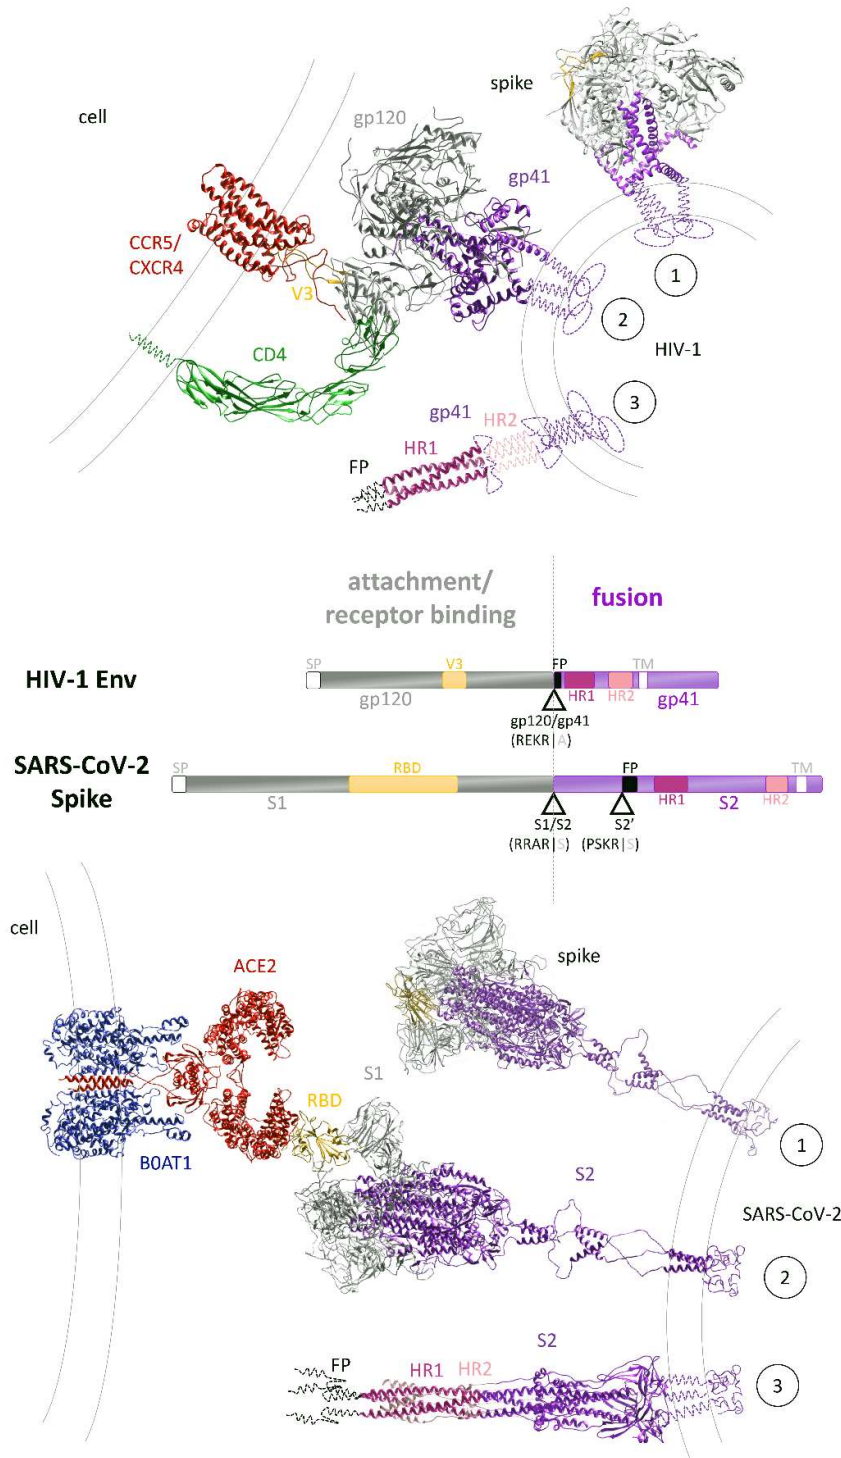 spike
cell
gp120
gp41
CCR5/
CXCR4
V3
1
2
HIV-1
CD4
3
gp41
HR2
HR1
FP
attachment/
receptor binding
fusion
HIV-1 Env
SP
V3
FP
TM
gp120
HR1
HR2
gp41
gp120/gp41
(REKR|A)
SARS-CoV-2
Spike
SP
RBD
FP
TM
S1
HR1
S2
HR2
S1/S2
S2’
(RRAR|S)
(PSKR|S)
cell
spike
ACE2
S1
RBD
1
B0AT1
S2
SARS-CoV-2
2
S2
FP
HR1
HR2
3